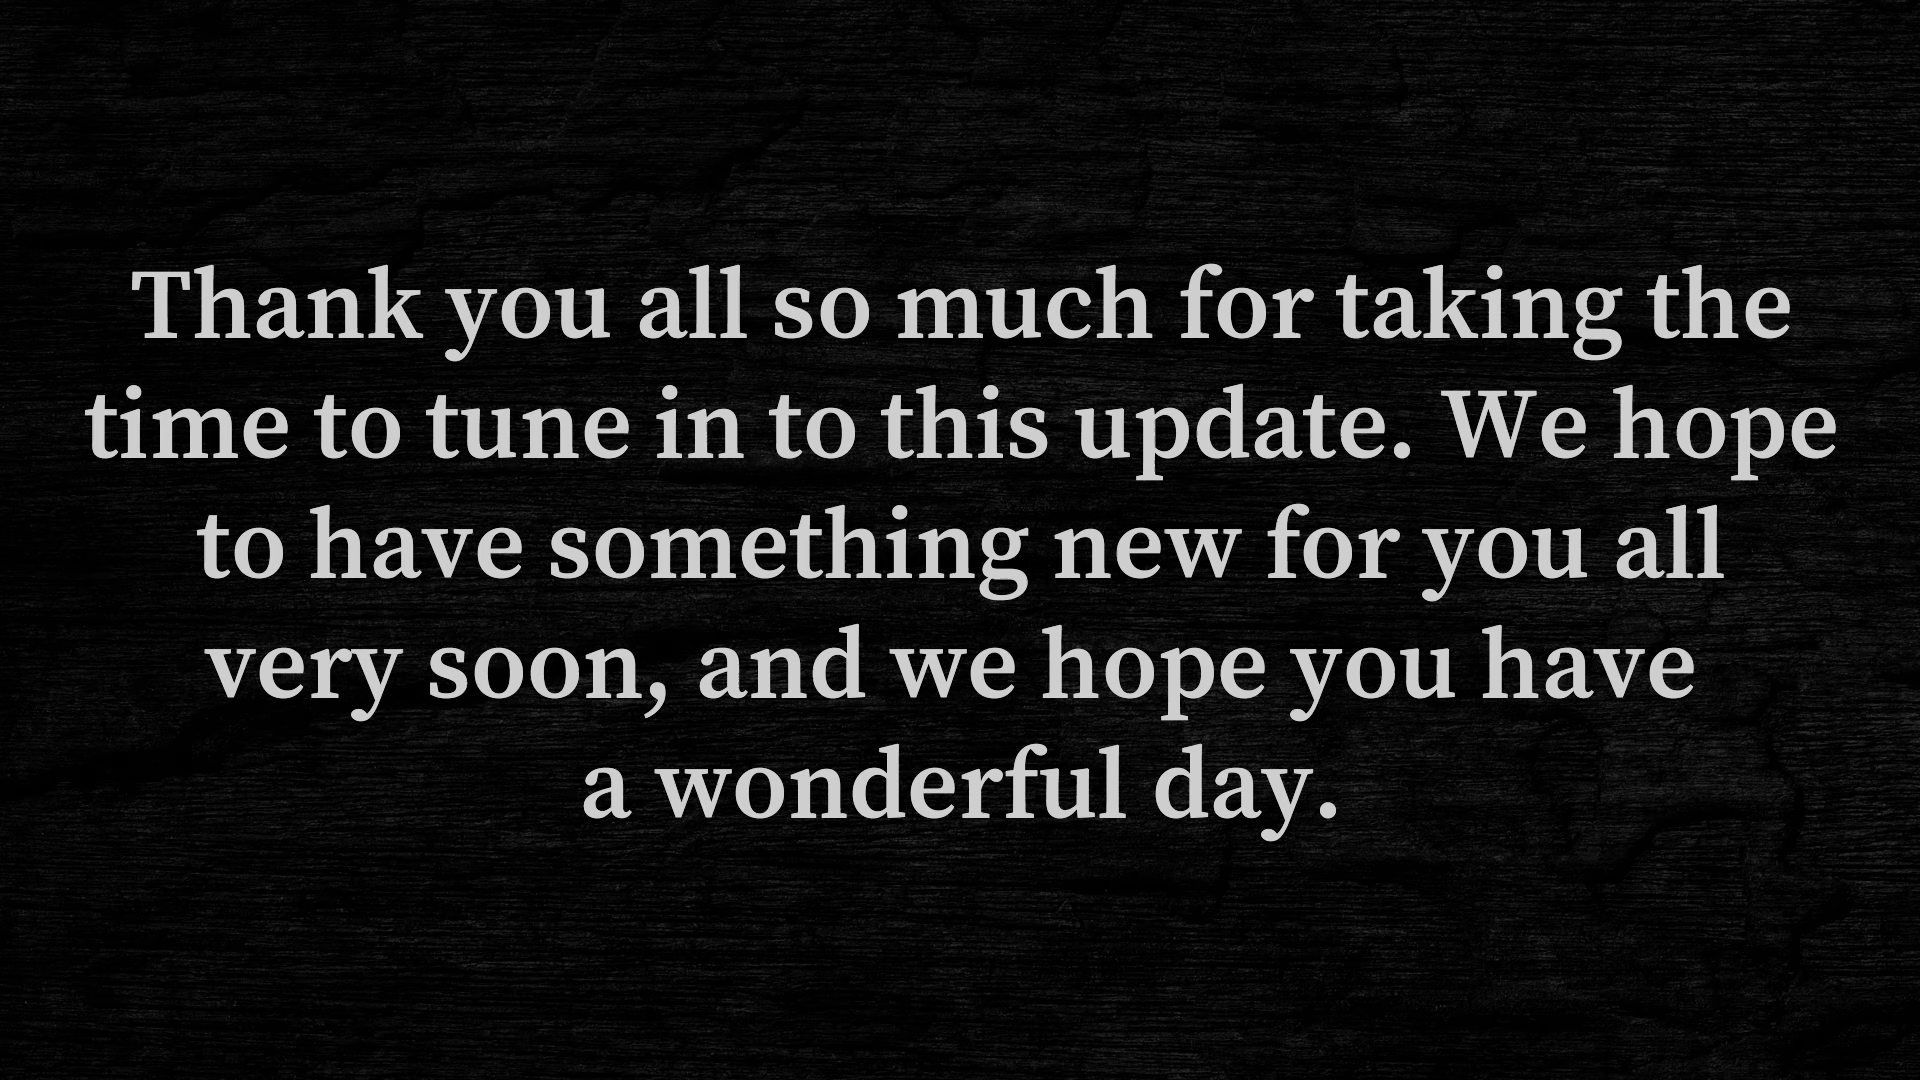 Thank you all so much for taking the
time to tune in to this update. We hope
to have something new for you all
very soon, and we hope you have
a wonderful day.